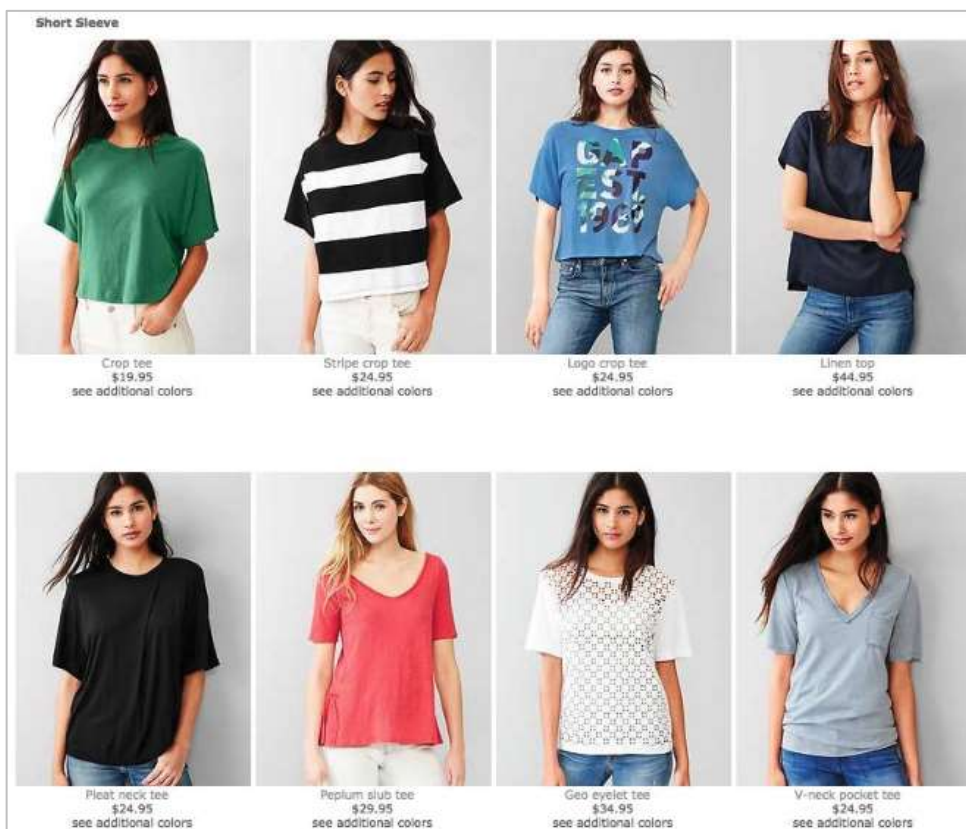 Short Sleeve
GAP
EST
1969
Crop tee
$19.95
see additional colors
Stripe crop tee
$24.95
see additional colors
Logo crop tee
$24.95
see additional colors
Linen top
$44.95
see additional colors
Pleat neck tee
$24.95
see additional colors
Peplum slub tee
$29.95
see additional colors
Geo eyelet tee
$34.95
see additional colors
V-neck pocket tee
$24.95
see additional colors